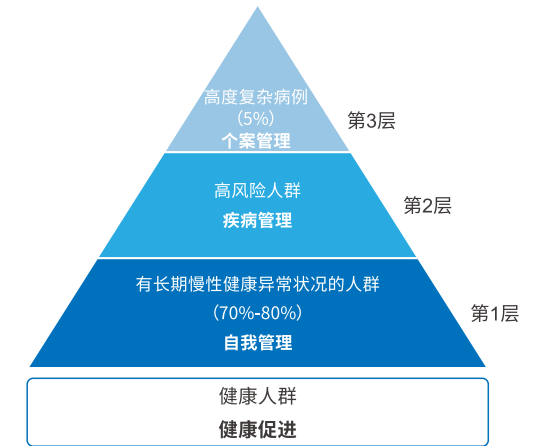 高度复杂病例
（5%）
个案管理
第3层
高风险人群
疾病管理
第2层
有长期慢性健康异常状况的人群
（70%-80%）
自我管理
第1层
健康人群
健康促进